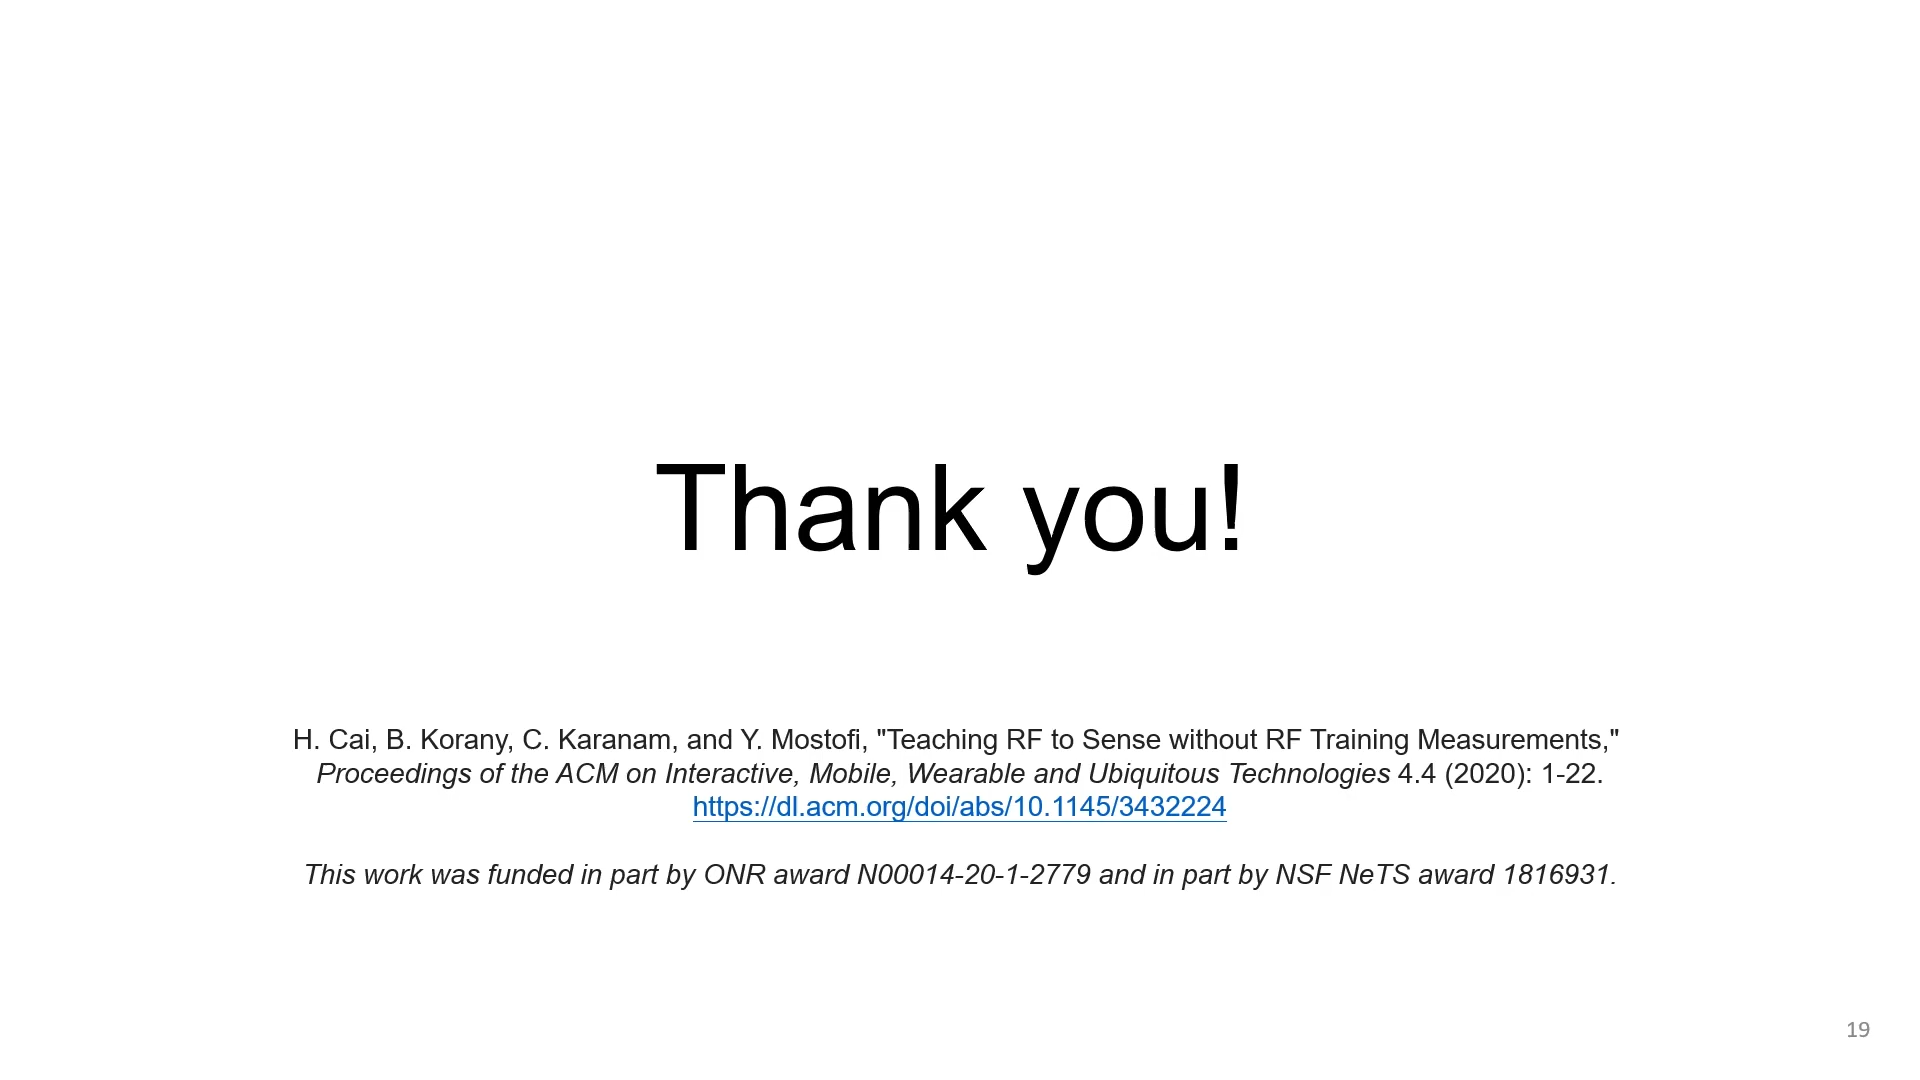 Thank you!
H. Cai, B. Korany, C. Karanam, and Y. Mostofi, "Teaching RF to Sense without RF Training Measurements,"
Proceedings of the ACM on Interactive, Mobile, Wearable and Ubiquitous Technologies 4.4 (2020): 1-22.
https://dl.acm.org/doi/abs/10.1145/3432224
This work was funded in part by ONR award N00014-20-1-2779 and in part by NSF NeTS award 1816931.
19